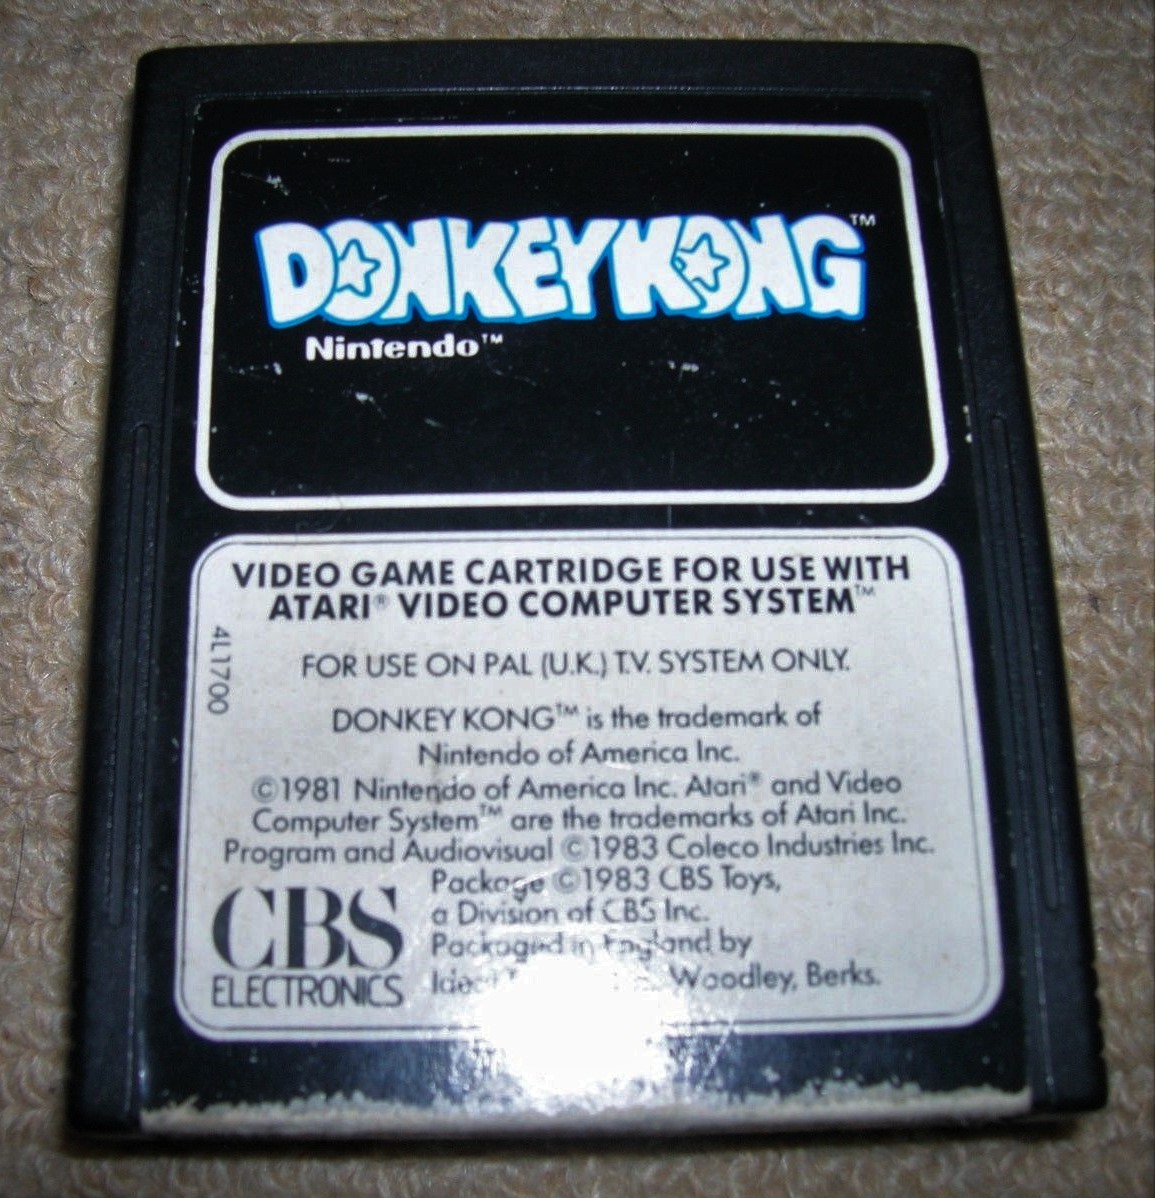 DONKEY KONG™
Nintendo™
VIDEO GAME CARTRIDGE FOR USE WITH
ATARI® VIDEO COMPUTER SYSTEM™
4L1700
FOR USE ON PAL (U.K.) T.V. SYSTEM ONLY.
DONKEY KONG™ is the trademark of
Nintendo of America Inc.
©1981 Nintendo of America Inc. Atari® and Video
Computer System™ are the trademarks of Atari Inc.
Program and Audiovisual ©1983 Coleco Industries Inc.
Package ©1983 CBS Toys,
a Division of CBS Inc.
Packaged in England by
Woodley, Berks.
CBS
ELECTRONICS